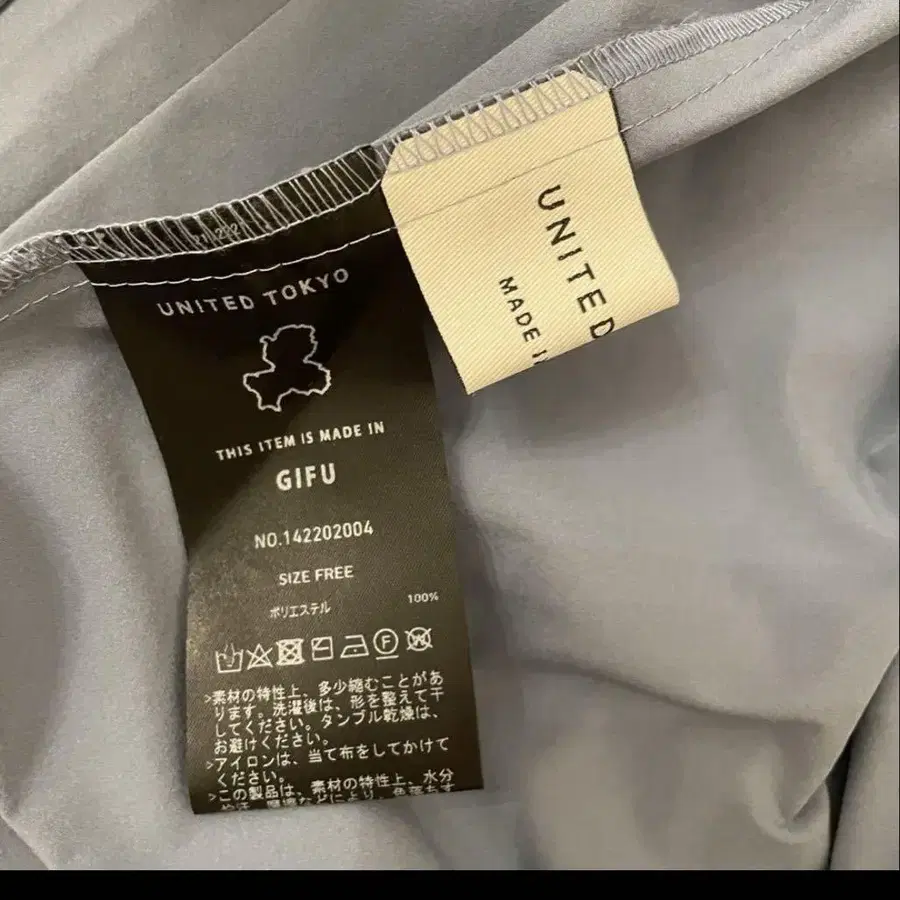 UNITED TOKYO
THIS ITEM IS MADE IN
GIFU
NO.142202004
SIZE FREE
ポリエステル 100%
F W
>素材の特性上、多少縮むことがあ
ります。洗濯後は、形を整えて干
してください。タンブル乾燥は、
お避けください。
>アイロンは、当て布をしてかけて
ください。
>この製品は、素材の特性上、水分
UNITED
MADE